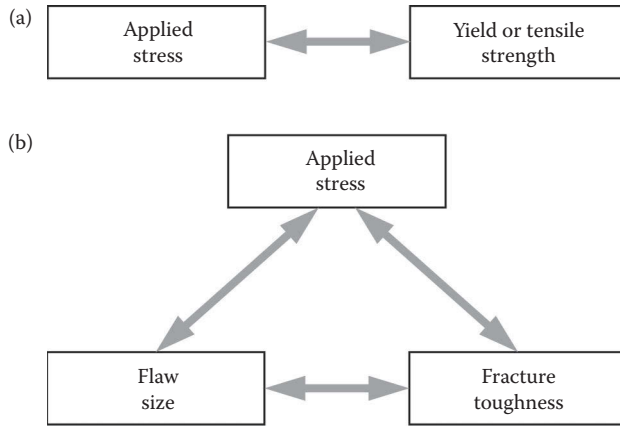 (a)
Applied
stress
Yield or tensile
strength
(b)
Applied
stress
Flaw
size
Fracture
toughness